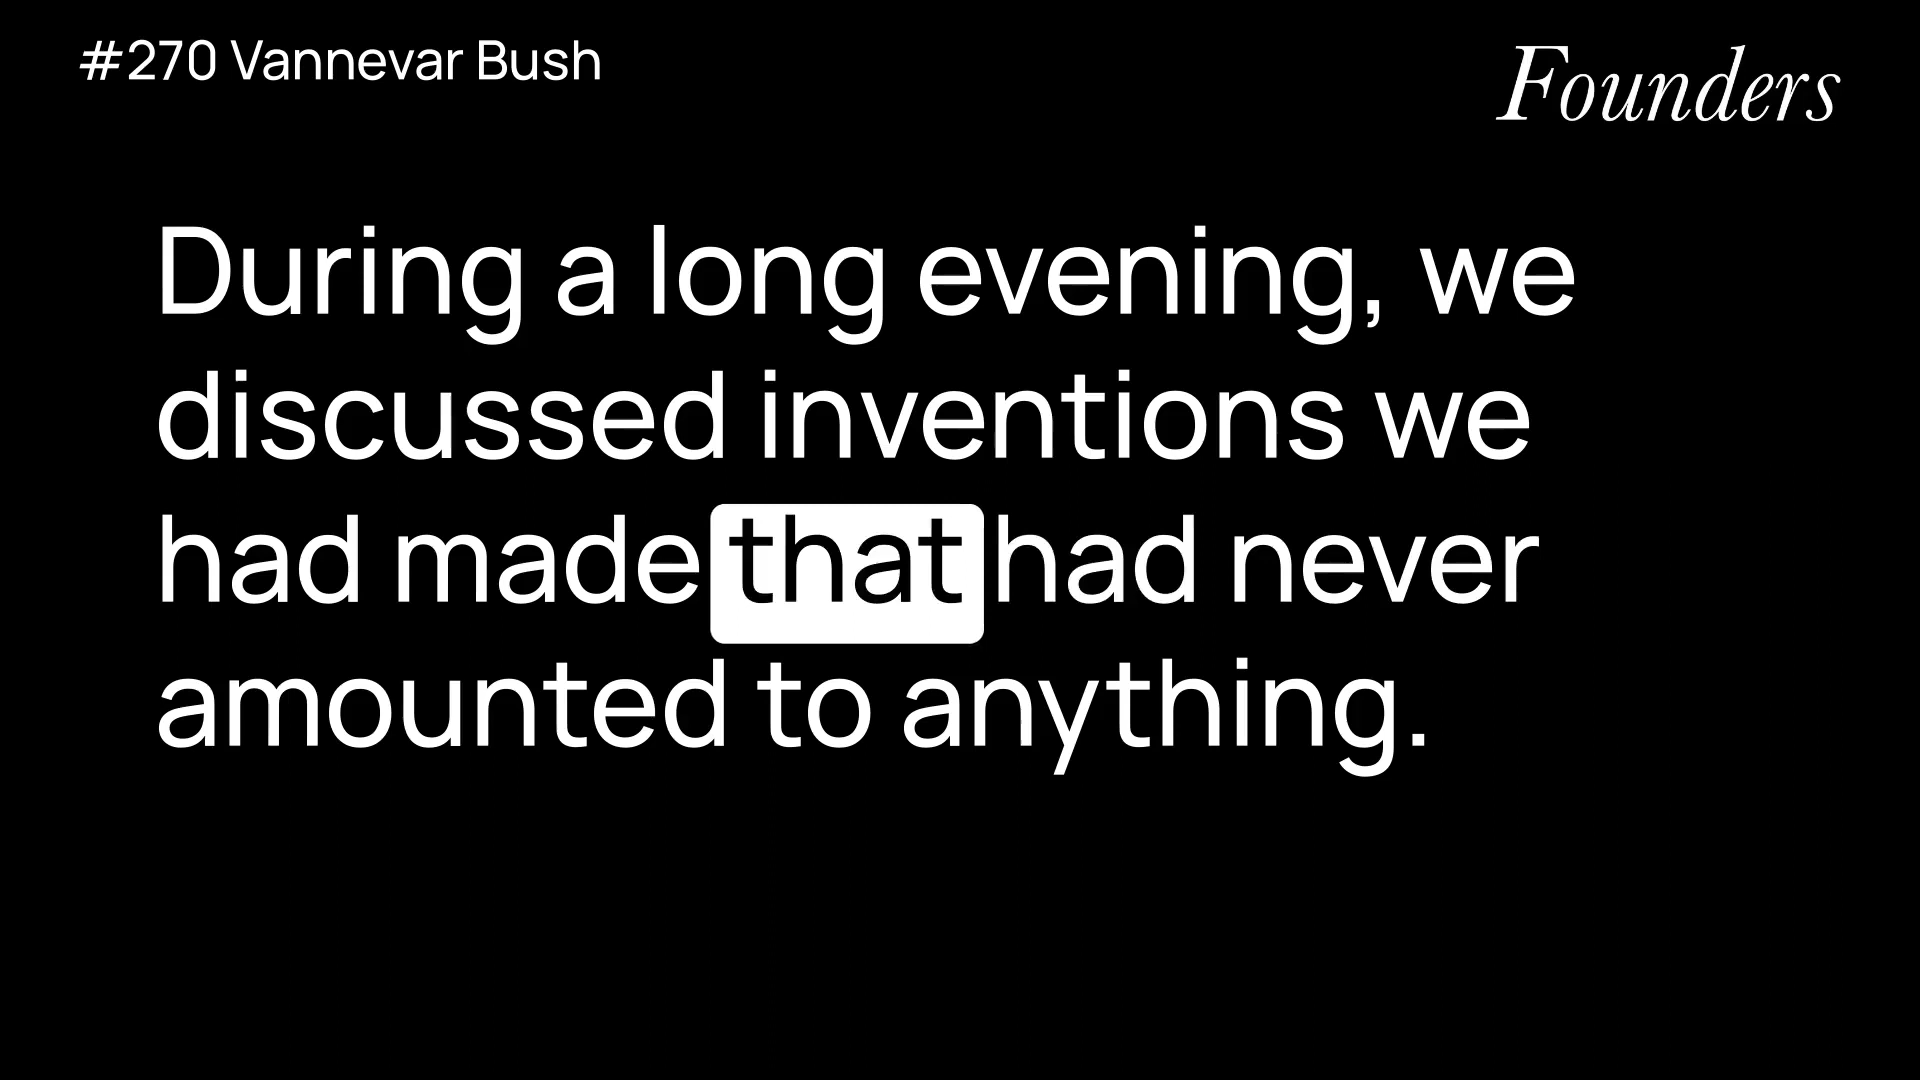 #270 Vannevar Bush
Founders
During a long evening, we
discussed inventions we
had made that had never
amounted to anything.